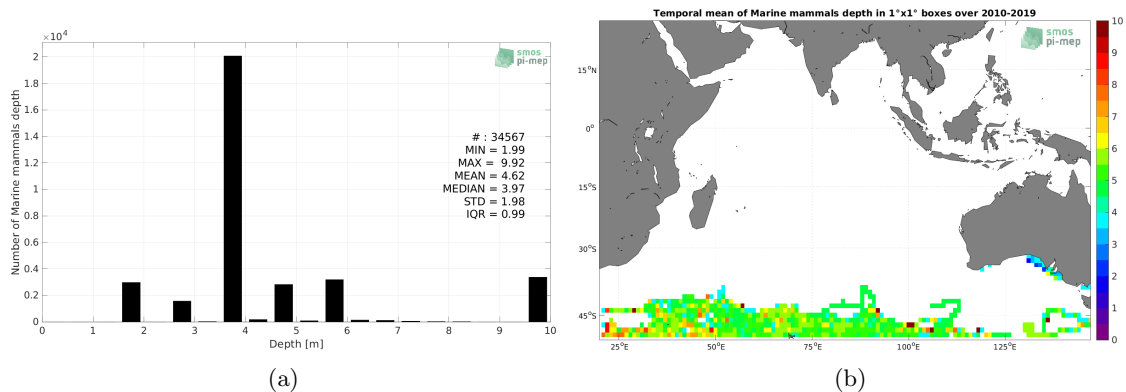 ×10⁴
2
1.8
1.6
1.4
1.2
1
0.8
0.6
0.4
0.2
0
0 1 2 3 4 5 6 7 8 9 10
Number of Marine mammals depth
Depth [m]
smos
pi-mep
# : 34567
MIN = 1.99
MAX = 9.92
MEAN = 4.62
MEDIAN = 3.97
STD = 1.98
IQR = 0.99
(a)
Temporal mean of Marine mammals depth in 1°x1° boxes over 2010-2019
smos
pi-mep
15°N
0°
15°S
30°S
45°S
25°E 50°E 75°E 100°E 125°E
10
9
8
7
6
5
4
3
2
1
0
(b)